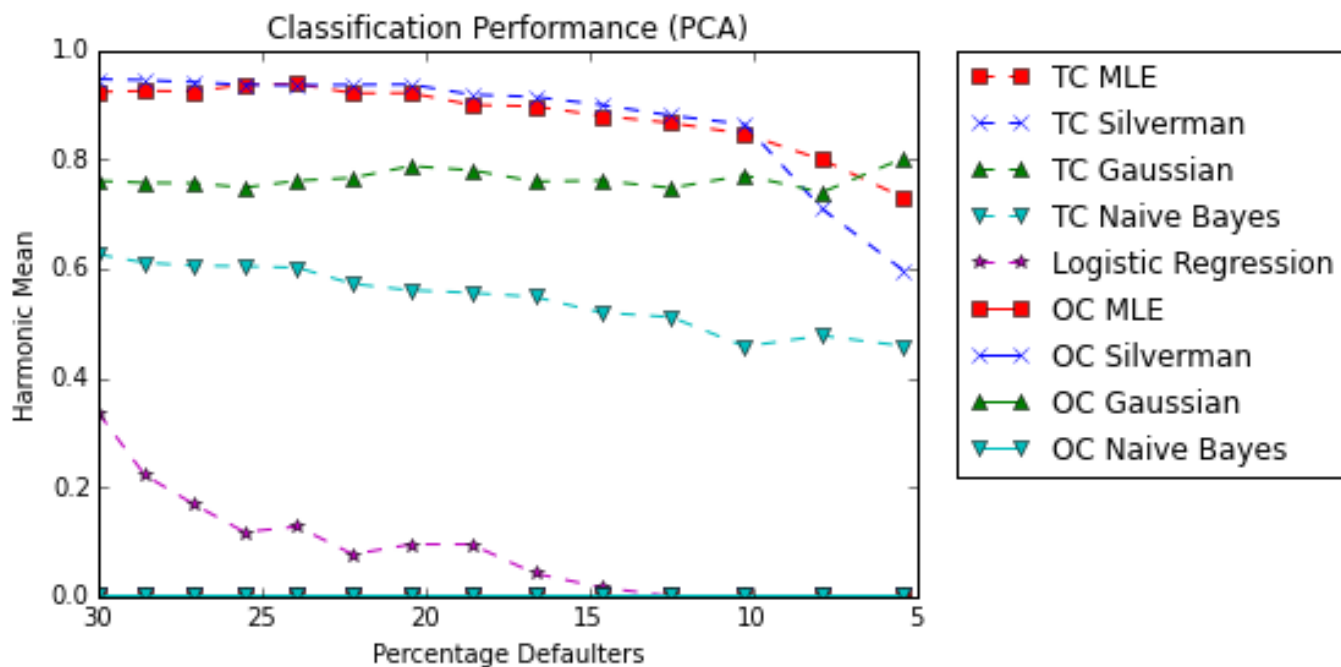 Classification Performance (PCA)
1.0
0.8
0.6
0.4
0.2
0.0
Harmonic Mean
30
25
20
15
10
5
Percentage Defaulters
TC MLE
TC Silverman
TC Gaussian
TC Naive Bayes
Logistic Regression
OC MLE
OC Silverman
OC Gaussian
OC Naive Bayes